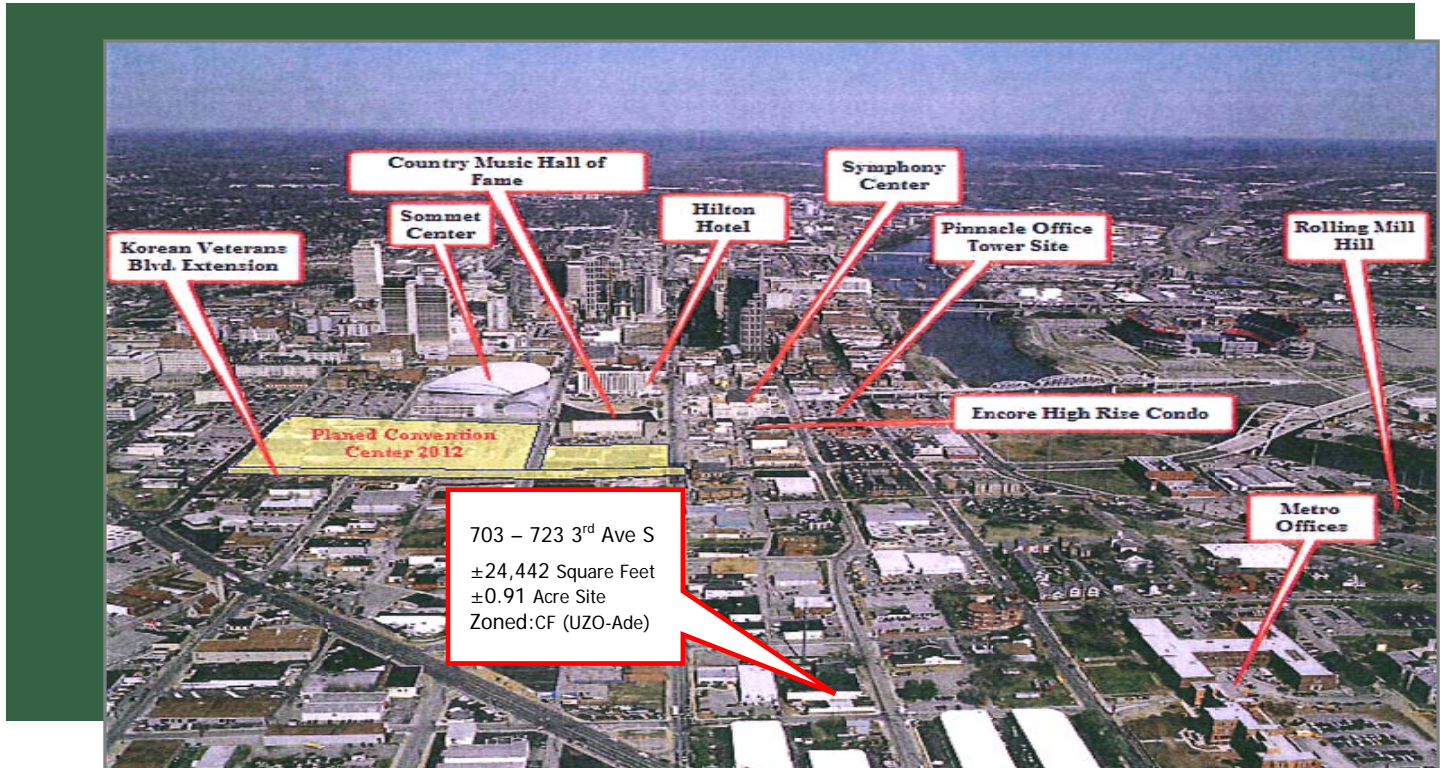 Country Music Hall of
Fame
Symphony
Center
Sommet
Center
Hilton
Hotel
Pinnacle Office
Tower Site
Rolling Mill
Hill
Korean Veterans
Blvd. Extension
Encore High Rise Condo
Planed Convention
Center 2012
Metro
Offices
703 – 723 3rd Ave S
±24,442 Square Feet
±0.91 Acre Site
Zoned:CF (UZO-Ade)